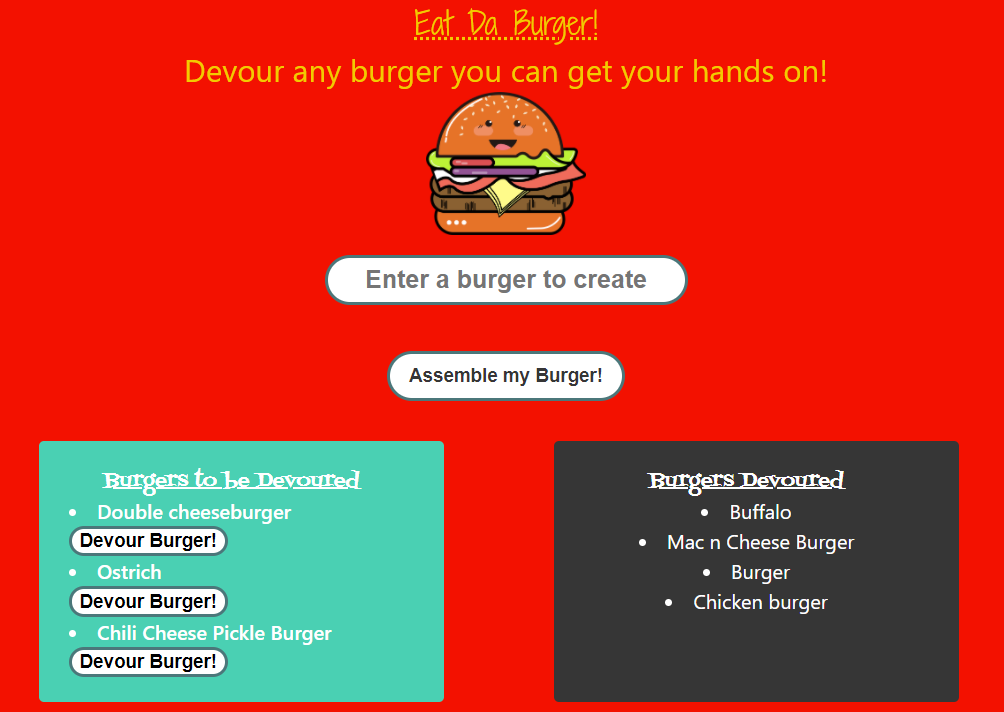 Eat Da Burger!
Devour any burger you can get your hands on!
Enter a burger to create
Assemble my Burger!
Burgers to be Devoured
Double cheeseburger
Devour Burger!
Ostrich
Devour Burger!
Chili Cheese Pickle Burger
Devour Burger!
Burgers Devoured
Buffalo
Mac n Cheese Burger
Burger
Chicken burger